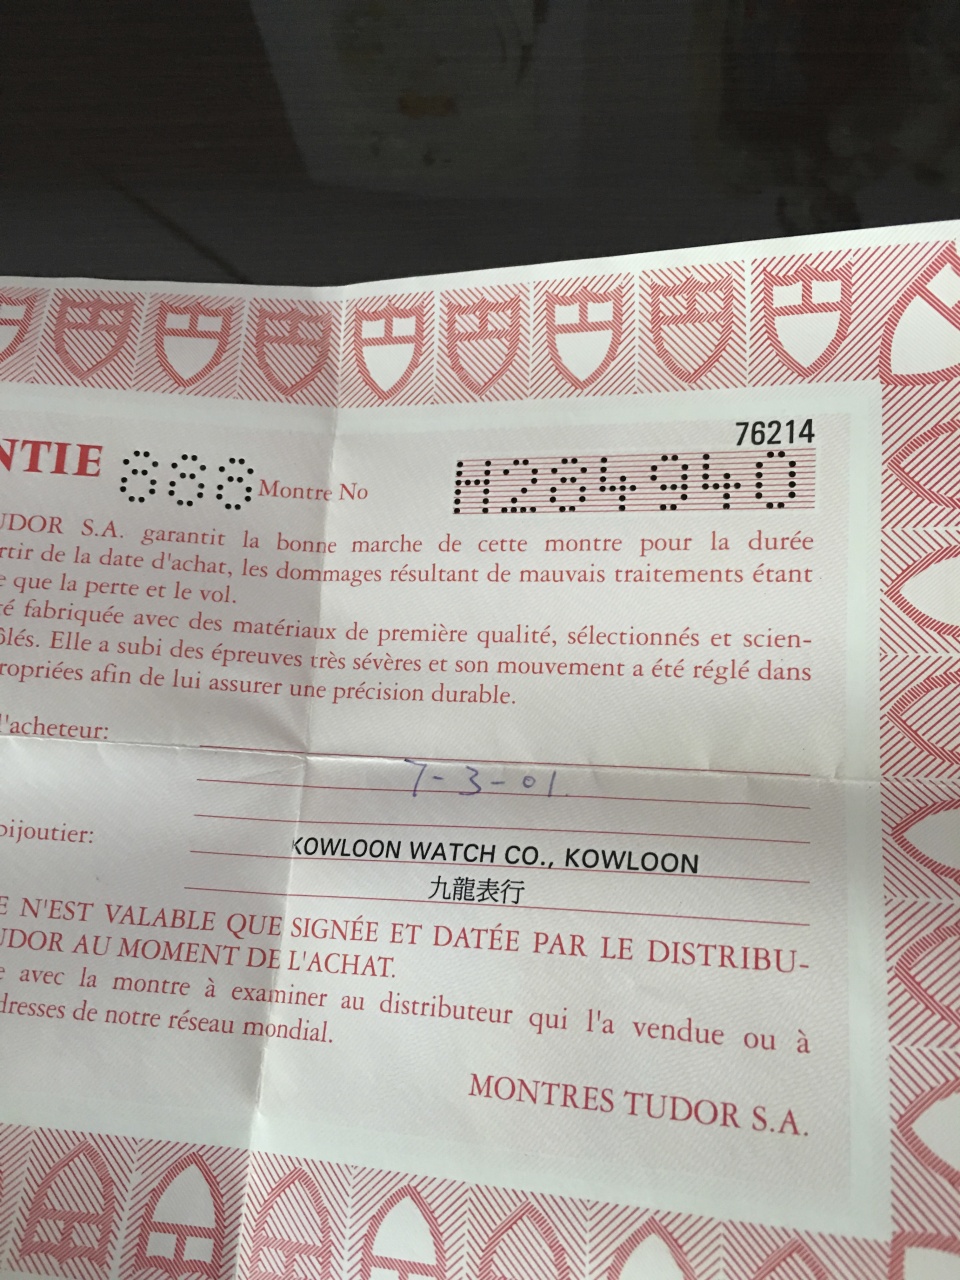 76214
NTIE 888 Montre No H284940
UDOR S.A. garantit la bonne marche de cette montre pour la durée
rtir de la date d'achat, les dommages résultant de mauvais traitements étant
e que la perte et le vol.
té fabriquée avec des matériaux de première qualité, sélectionnés et scien-
ôlés. Elle a subi des épreuves très sévères et son mouvement a été réglé dans
ropriées afin de lui assurer une précision durable.
l'acheteur:
7-3-01.
bijoutier:
KOWLOON WATCH CO., KOWLOON
九龍表行
E N'EST VALABLE QUE SIGNÉE ET DATÉE PAR LE DISTRIBU-
UDOR AU MOMENT DE L'ACHAT.
e avec la montre à examiner au distributeur qui l'a vendue ou à
dresses de notre réseau mondial.
MONTRES TUDOR S.A.